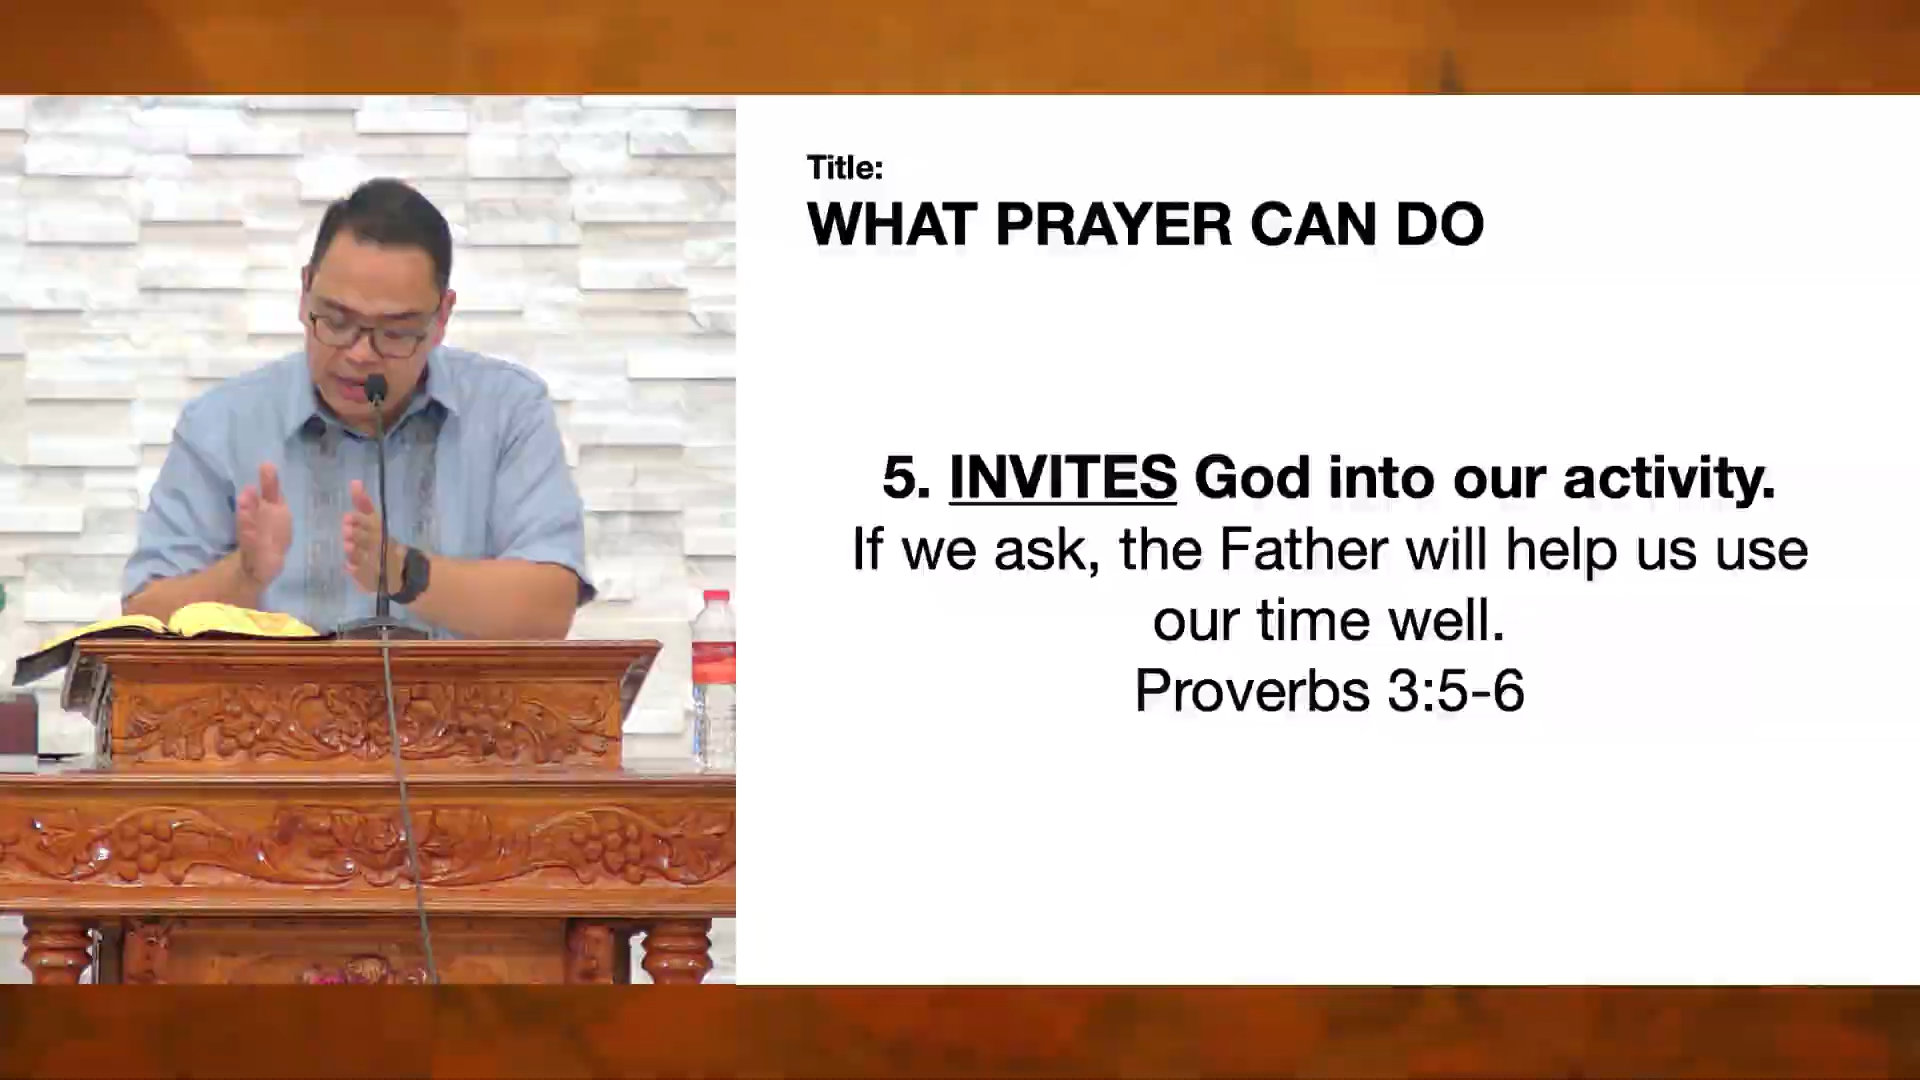 Title:
WHAT PRAYER CAN DO
5. INVITES God into our activity.
If we ask, the Father will help us use
our time well.
Proverbs 3:5-6